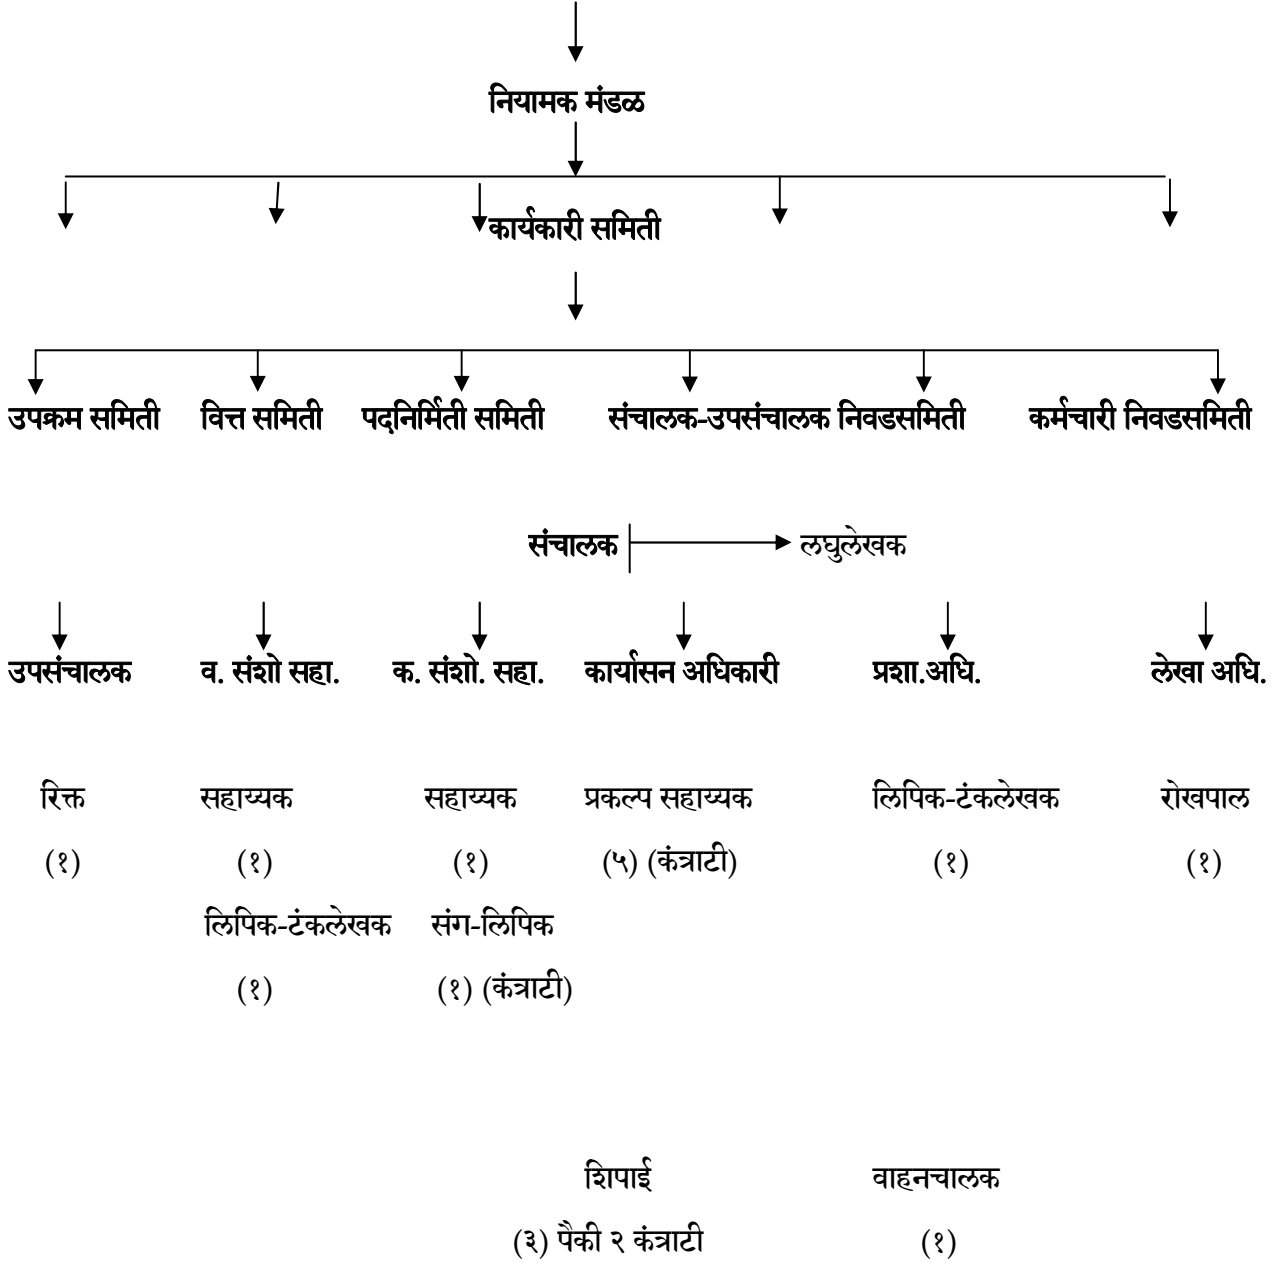 नियामक मंडळ
कार्यकारी समिती
उपक्रम समिती वित्त समिती पदनिर्मिती समिती संचालक-उपसंचालक निवडसमिती कर्मचारी निवडसमिती
संचालक लघुलेखक
उपसंचालक व. संशो सहा. क. संशो. सहा. कार्यासन अधिकारी प्रशा.अधि. लेखा अधि.
रिक्त सहाय्यक सहाय्यक प्रकल्प सहाय्यक लिपिक-टंकलेखक रोखपाल
(१) (१) (१) (५) (कंत्राटी) (१) (१)
लिपिक-टंकलेखक संग-लिपिक
(१) (१) (कंत्राटी)
शिपाई वाहनचालक
(३) पैकी २ कंत्राटी (१)